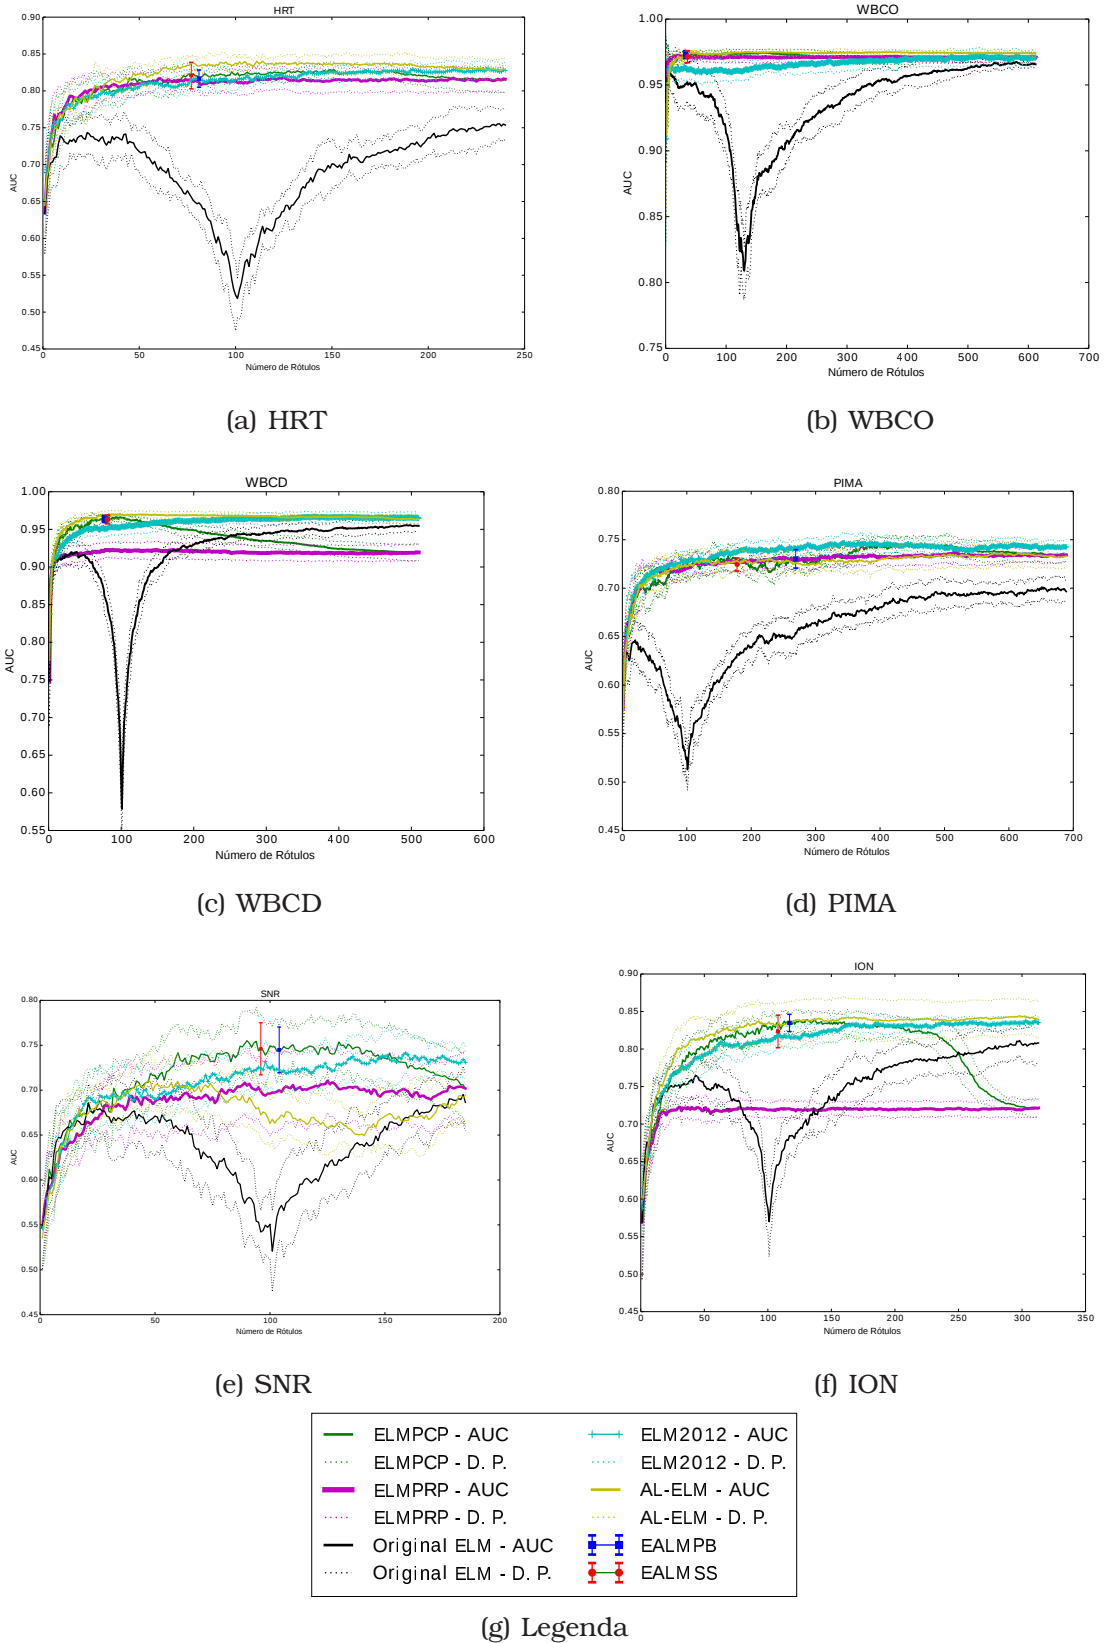 HRT
0.90
0.85
0.80
0.75
0.70
0.65
0.60
0.55
0.50
0.45
AUC
0 50 100 150 200 250
Número de Rótulos
(a) HRT
WBCO
1.00
0.95
0.90
0.85
0.80
0.75
AUC
0 100 200 300 400 500 600 700
Número de Rótulos
(b) WBCO
WBCD
1.00
0.95
0.90
0.85
0.80
0.75
0.70
0.65
0.60
0.55
AUC
0 100 200 300 400 500 600
Número de Rótulos
(c) WBCD
PIMA
0.80
0.75
0.70
0.65
0.60
0.55
0.50
0.45
AUC
0 100 200 300 400 500 600 700
Número de Rótulos
(d) PIMA
SNR
0.80
0.75
0.70
0.65
0.60
0.55
0.50
0.45
AUC
0 50 100 150 200
Número de Rótulos
(e) SNR
ION
0.90
0.85
0.80
0.75
0.70
0.65
0.60
0.55
0.50
0.45
AUC
0 50 100 150 200 250 300 350
Número de Rótulos
(f) ION
ELMPCP - AUC
ELMPCP - D. P.
ELMPRP - AUC
ELMPRP - D. P.
Original ELM - AUC
Original ELM - D. P.
ELM2012 - AUC
ELM2012 - D. P.
AL-ELM - AUC
AL-ELM - D. P.
EALMPB
EALMSS
(g) Legenda